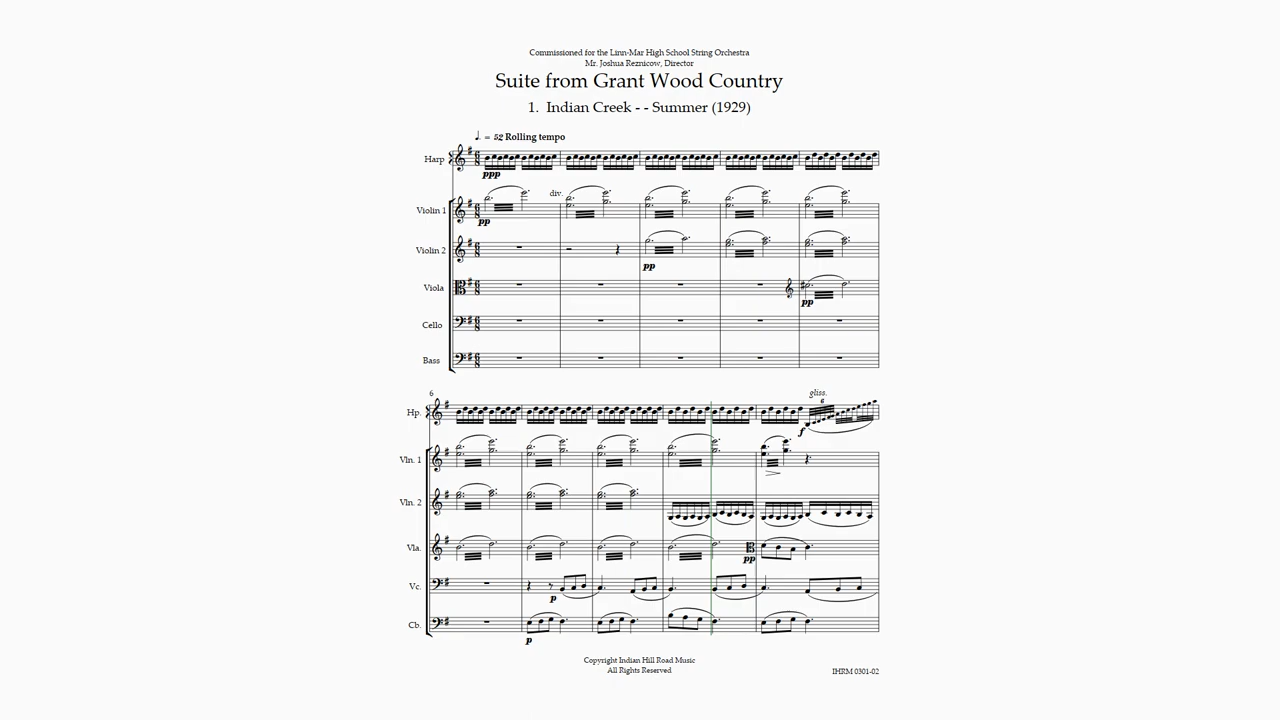 Commissioned for the Linn-Mar High School String Orchestra
Mr. Joshua Reznicow, Director
Suite from Grant Wood Country
1. Indian Creek - - Summer (1929)
♩. = 52 Rolling tempo
Harp
ppp
div.
Violin 1
pp
Violin 2
pp
Viola
pp
Cello
Bass
6
gliss.
6
Hp.
f
Vln. 1
Vln. 2
Vla.
pp
Vc.
p
Cb.
p
Copyright Indian Hill Road Music
All Rights Reserved
IHRM 0301-02